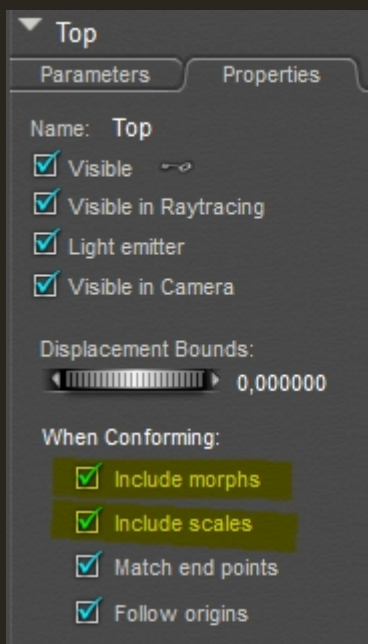 Top
Parameters Properties
Name: Top
Visible
Visible in Raytracing
Light emitter
Visible in Camera
Displacement Bounds:
0,000000
When Conforming:
Include morphs
Include scales
Match end points
Follow origins